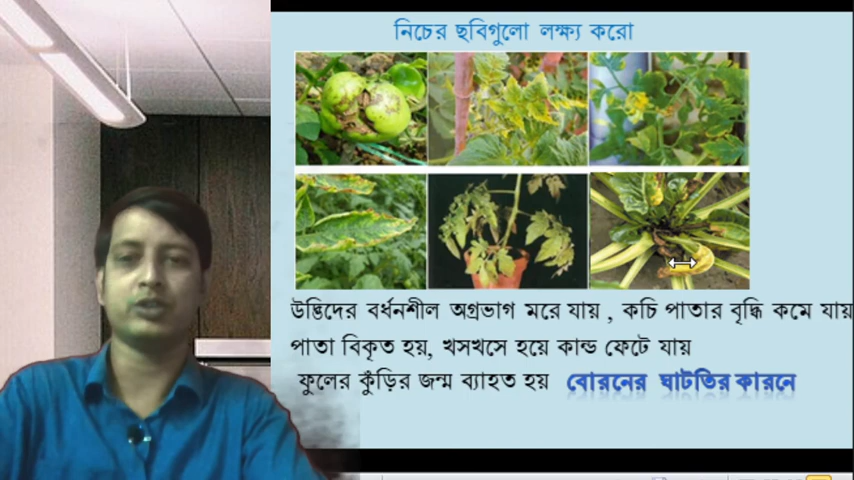 নিচের ছবিগুলো লক্ষ্য করো
উদ্ভিদের বর্ধনশীল অগ্রভাগ মরে যায় , কচি পাতার বৃদ্ধি কমে যায়
পাতা বিকৃত হয়, খসখসে হয়ে কান্ড ফেটে যায়
ফুলের কুঁড়ির জন্ম ব্যাহত হয় বোরনের ঘাটতির কারনে